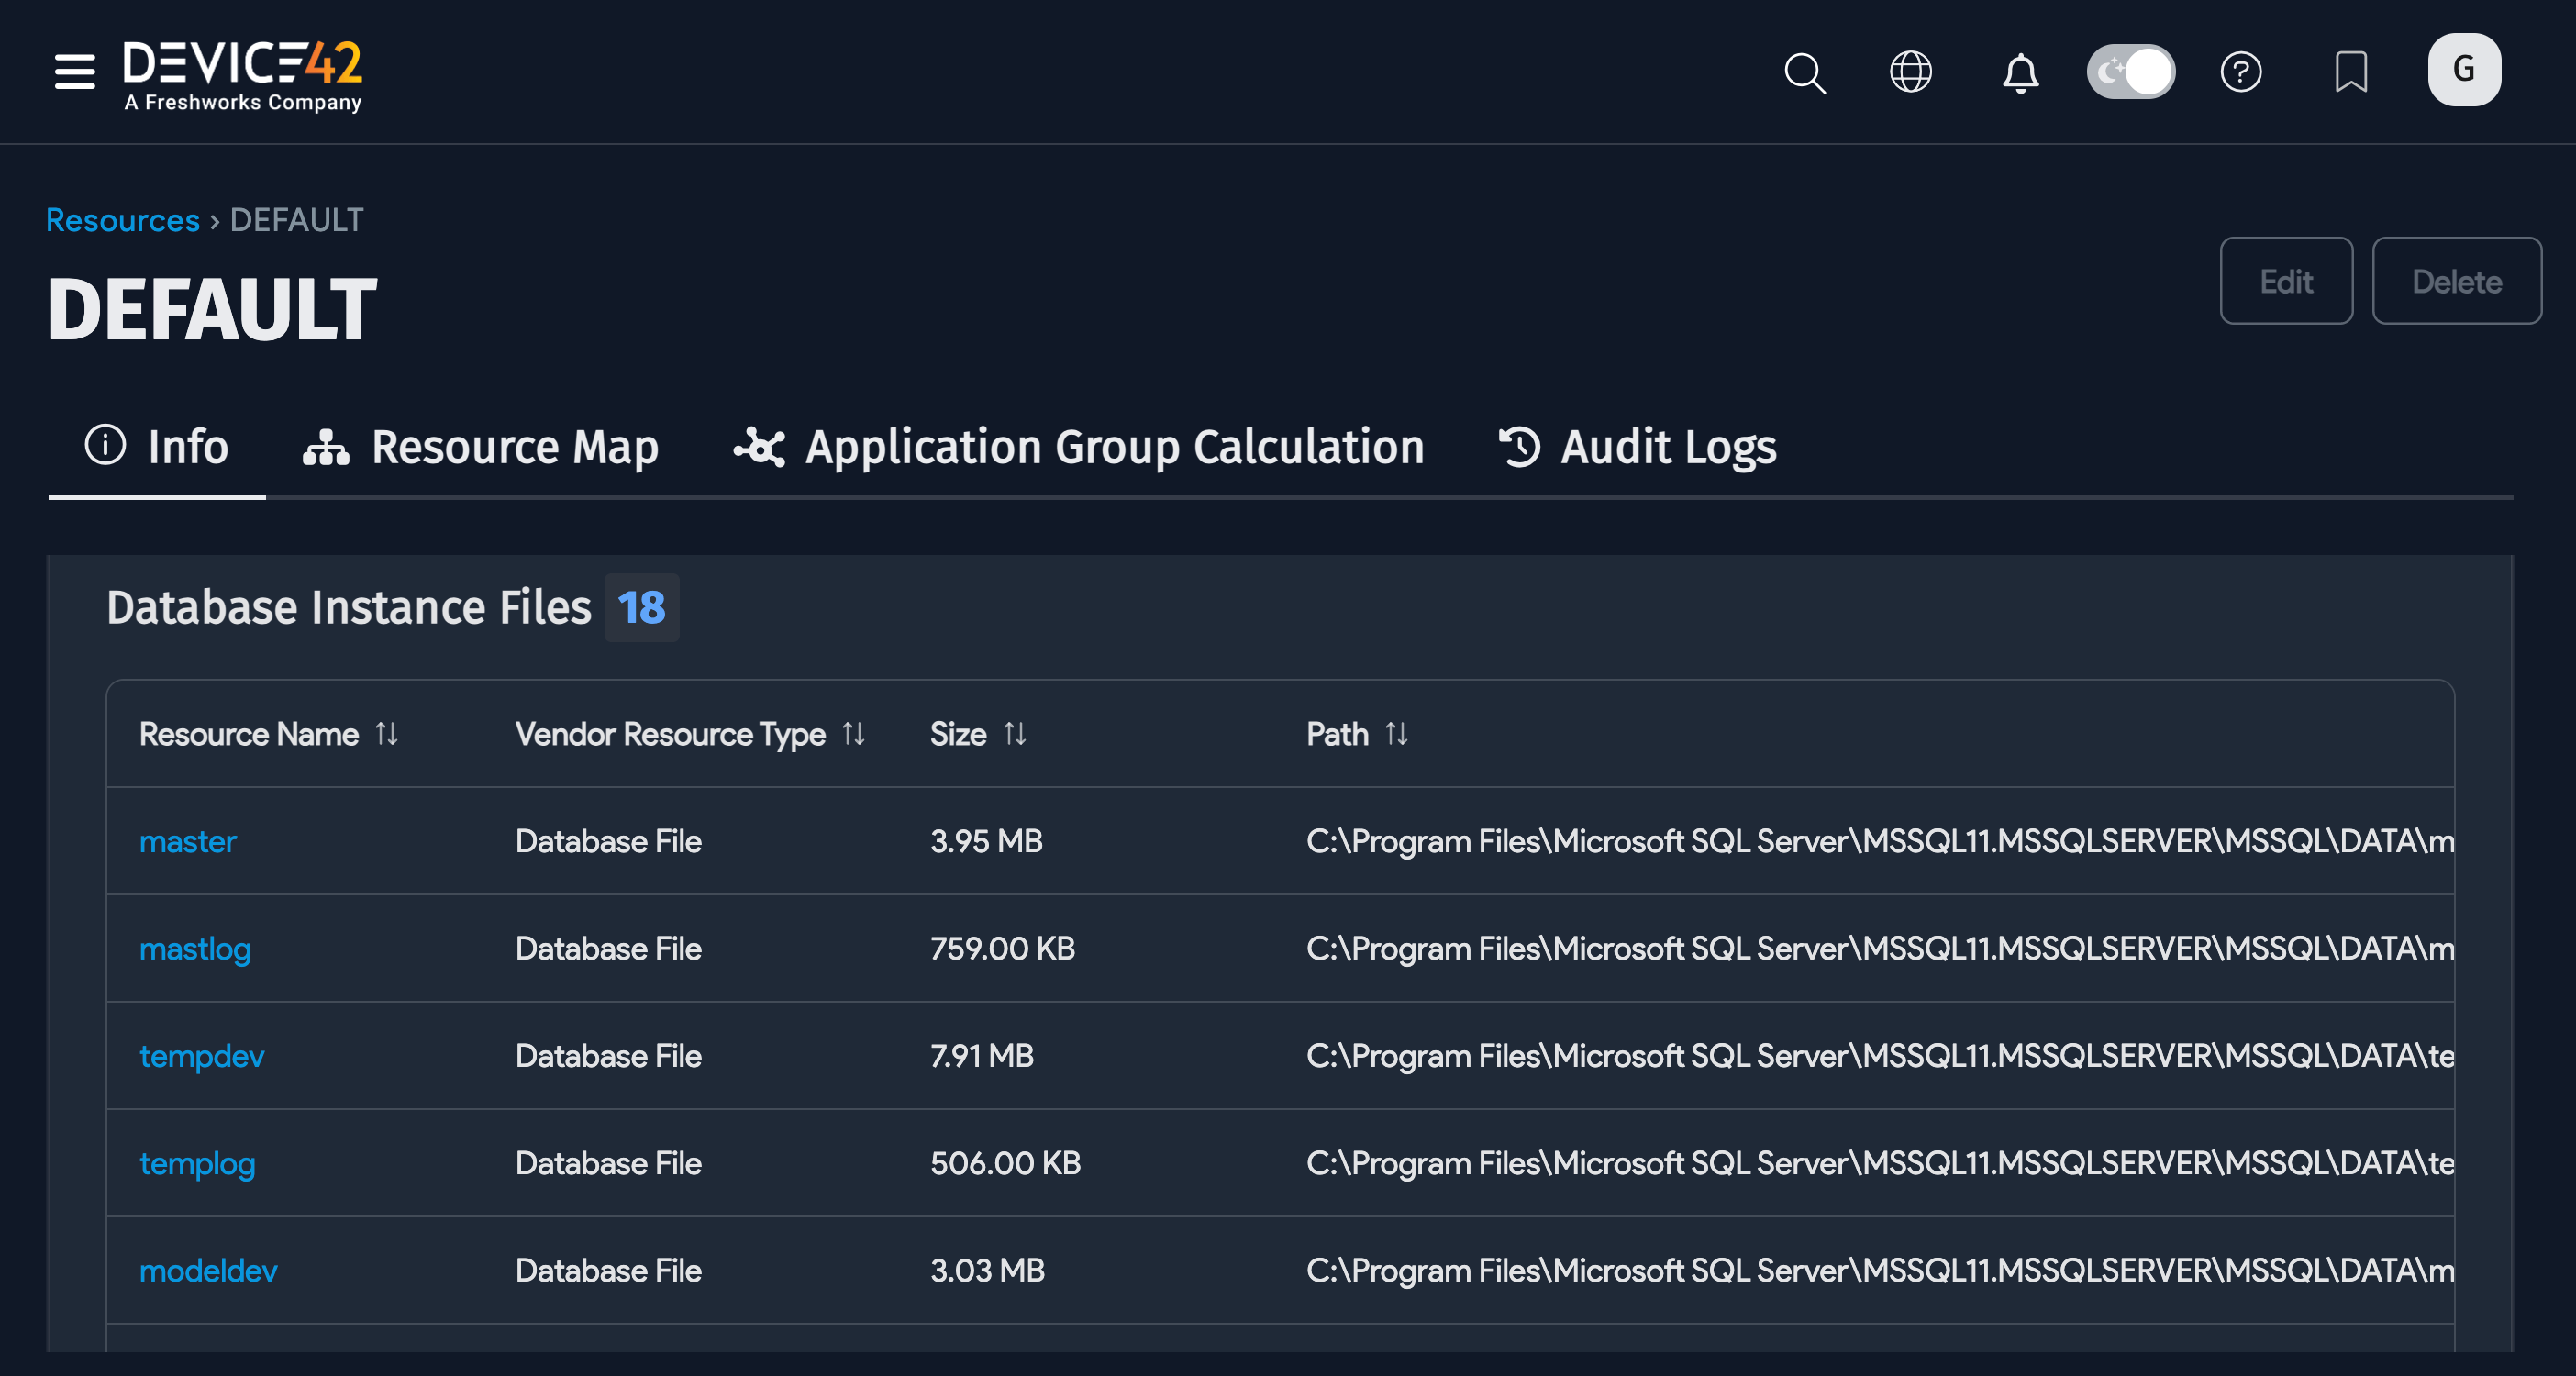 DEVICE42
A Freshworks Company
G
Resources › DEFAULT
DEFAULT
Edit
Delete
Info
Resource Map
Application Group Calculation
Audit Logs
Database Instance Files 18
Resource Name Vendor Resource Type Size Path
master Database File 3.95 MB C:\Program Files\Microsoft SQL Server\MSSQL11.MSSQLSERVER\MSSQL\DATA\m
mastlog Database File 759.00 KB C:\Program Files\Microsoft SQL Server\MSSQL11.MSSQLSERVER\MSSQL\DATA\m
tempdev Database File 7.91 MB C:\Program Files\Microsoft SQL Server\MSSQL11.MSSQLSERVER\MSSQL\DATA\te
templog Database File 506.00 KB C:\Program Files\Microsoft SQL Server\MSSQL11.MSSQLSERVER\MSSQL\DATA\te
modeldev Database File 3.03 MB C:\Program Files\Microsoft SQL Server\MSSQL11.MSSQLSERVER\MSSQL\DATA\m